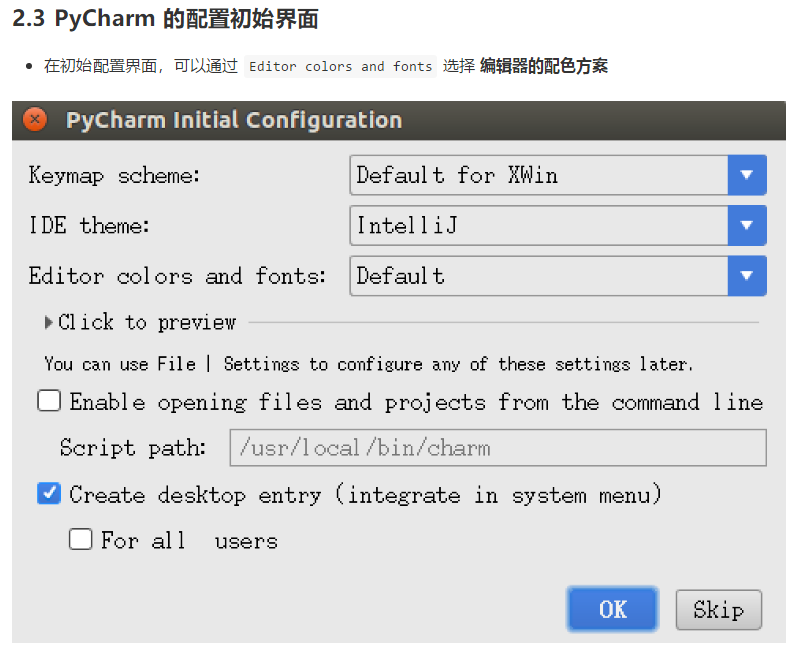 2.3 PyCharm 的配置初始界面
在初始配置界面，可以通过 Editor colors and fonts 选择 编辑器的配色方案
PyCharm Initial Configuration
Keymap scheme: Default for XWin
IDE theme: IntelliJ
Editor colors and fonts: Default
Click to preview
You can use File | Settings to configure any of these settings later.
Enable opening files and projects from the command line
Script path: /usr/local/bin/charm
Create desktop entry (integrate in system menu)
For all users
OK Skip